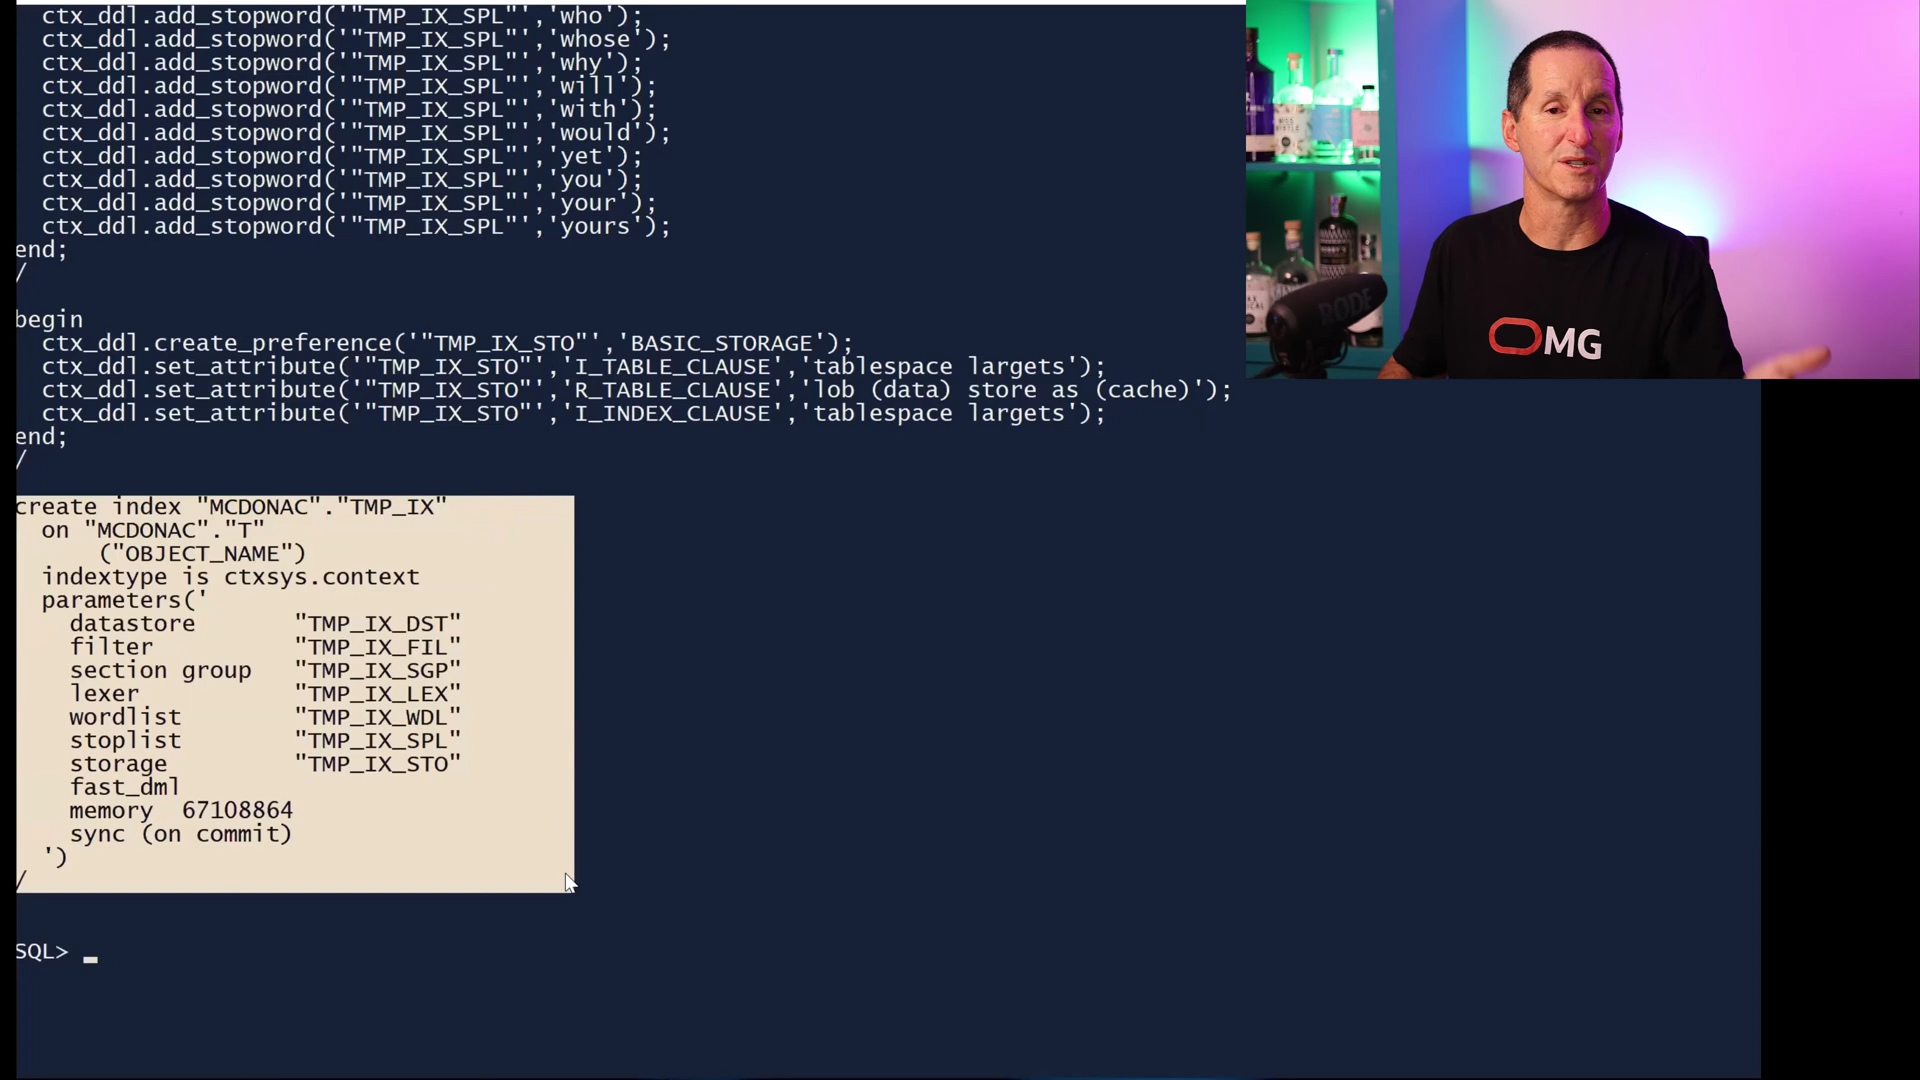 ctx_ddl.add_stopword('"TMP_IX_SPL"','who');
ctx_ddl.add_stopword('"TMP_IX_SPL"','whose');
ctx_ddl.add_stopword('"TMP_IX_SPL"','why');
ctx_ddl.add_stopword('"TMP_IX_SPL"','will');
ctx_ddl.add_stopword('"TMP_IX_SPL"','with');
ctx_ddl.add_stopword('"TMP_IX_SPL"','would');
ctx_ddl.add_stopword('"TMP_IX_SPL"','yet');
ctx_ddl.add_stopword('"TMP_IX_SPL"','you');
ctx_ddl.add_stopword('"TMP_IX_SPL"','your');
ctx_ddl.add_stopword('"TMP_IX_SPL"','yours');
end;
/
begin
ctx_ddl.create_preference('"TMP_IX_STO"','BASIC_STORAGE');
ctx_ddl.set_attribute('"TMP_IX_STO"','I_TABLE_CLAUSE','tablespace largets');
ctx_ddl.set_attribute('"TMP_IX_STO"','R_TABLE_CLAUSE','lob (data) store as (cache)');
ctx_ddl.set_attribute('"TMP_IX_STO"','I_INDEX_CLAUSE','tablespace largets');
end;
/
create index "MCDONAC"."TMP_IX"
on "MCDONAC"."T"
("OBJECT_NAME")
indextype is ctxsys.context
parameters('
datastore "TMP_IX_DST"
filter "TMP_IX_FIL"
section group "TMP_IX_SGP"
lexer "TMP_IX_LEX"
wordlist "TMP_IX_WDL"
stoplist "TMP_IX_SPL"
storage "TMP_IX_STO"
fast_dml
memory 67108864
sync (on commit)
')
/
SQL> _
RODE
OMG